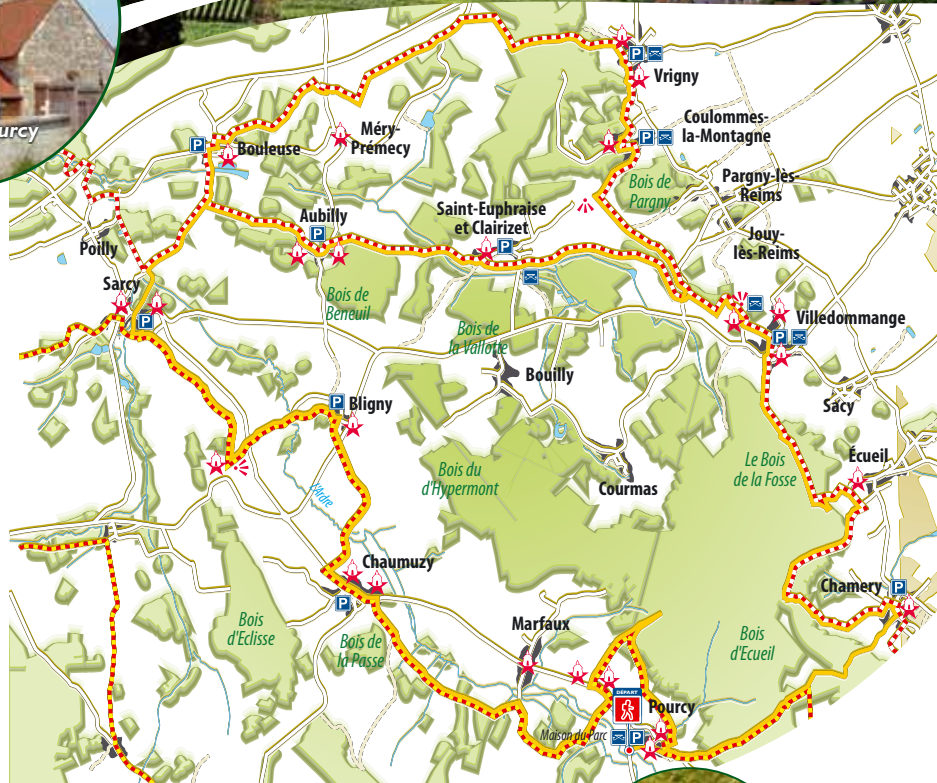 urcy
Vrigny
Coulommes-
la-Montagne
Bouleuse
Méry-
Prémecy
Bois de
Pargny
Pargny-lès-
Reims
Aubilly
Saint-Euphraise
et Clairizet
Jouy-
lès-Reims
Poilly
Sarcy
Bois de
Beneuil
Bois de
la Vallotte
Villedommange
Bouilly
Bligny
Sacy
Le Bois
de la Fosse
Écueil
Bois du
d'Hypermont
Courmas
l'Ardre
Chaumuzy
Chamery
Bois
d'Eclisse
Bois de
la Passe
Marfaux
Bois
d'Ecueil
DÉPART
Pourcy
Maison du Parc
P
P
P
P
P
P
P
P
P
P
P